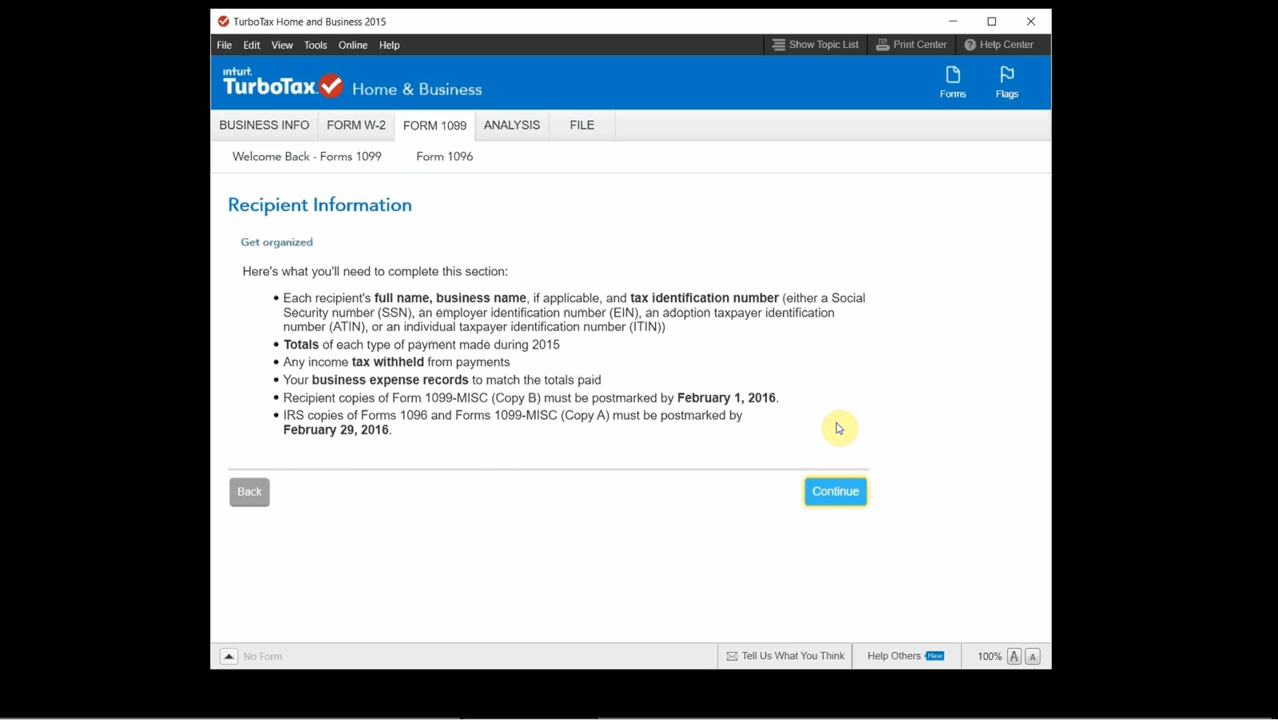 TurboTax Home and Business 2015
File Edit View Tools Online Help Show Topic List Print Center Help Center
intuit.
TurboTax Home & Business
Forms Flags
BUSINESS INFO FORM W-2 FORM 1099 ANALYSIS FILE
Welcome Back - Forms 1099 Form 1096
Recipient Information
Get organized
Here's what you'll need to complete this section:
• Each recipient's full name, business name, if applicable, and tax identification number (either a Social
Security number (SSN), an employer identification number (EIN), an adoption taxpayer identification
number (ATIN), or an individual taxpayer identification number (ITIN))
• Totals of each type of payment made during 2015
• Any income tax withheld from payments
• Your business expense records to match the totals paid
• Recipient copies of Form 1099-MISC (Copy B) must be postmarked by February 1, 2016.
• IRS copies of Forms 1096 and Forms 1099-MISC (Copy A) must be postmarked by
February 29, 2016.
Back Continue
No Form Tell Us What You Think Help Others New 100% A A